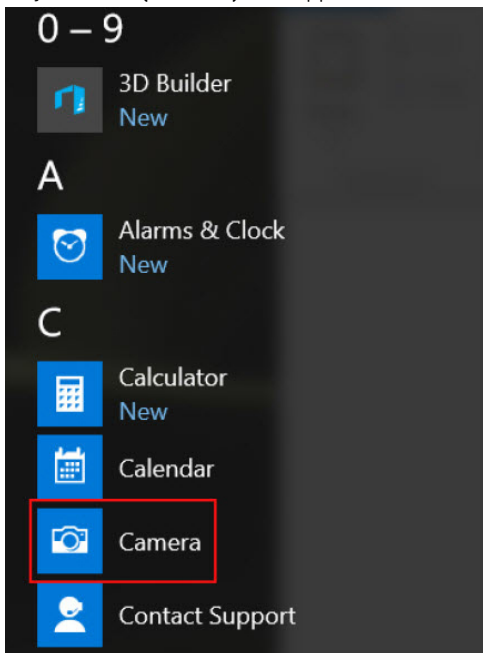 0 – 9
3D Builder
New
A
Alarms & Clock
New
C
Calculator
New
Calendar
Camera
Contact Support